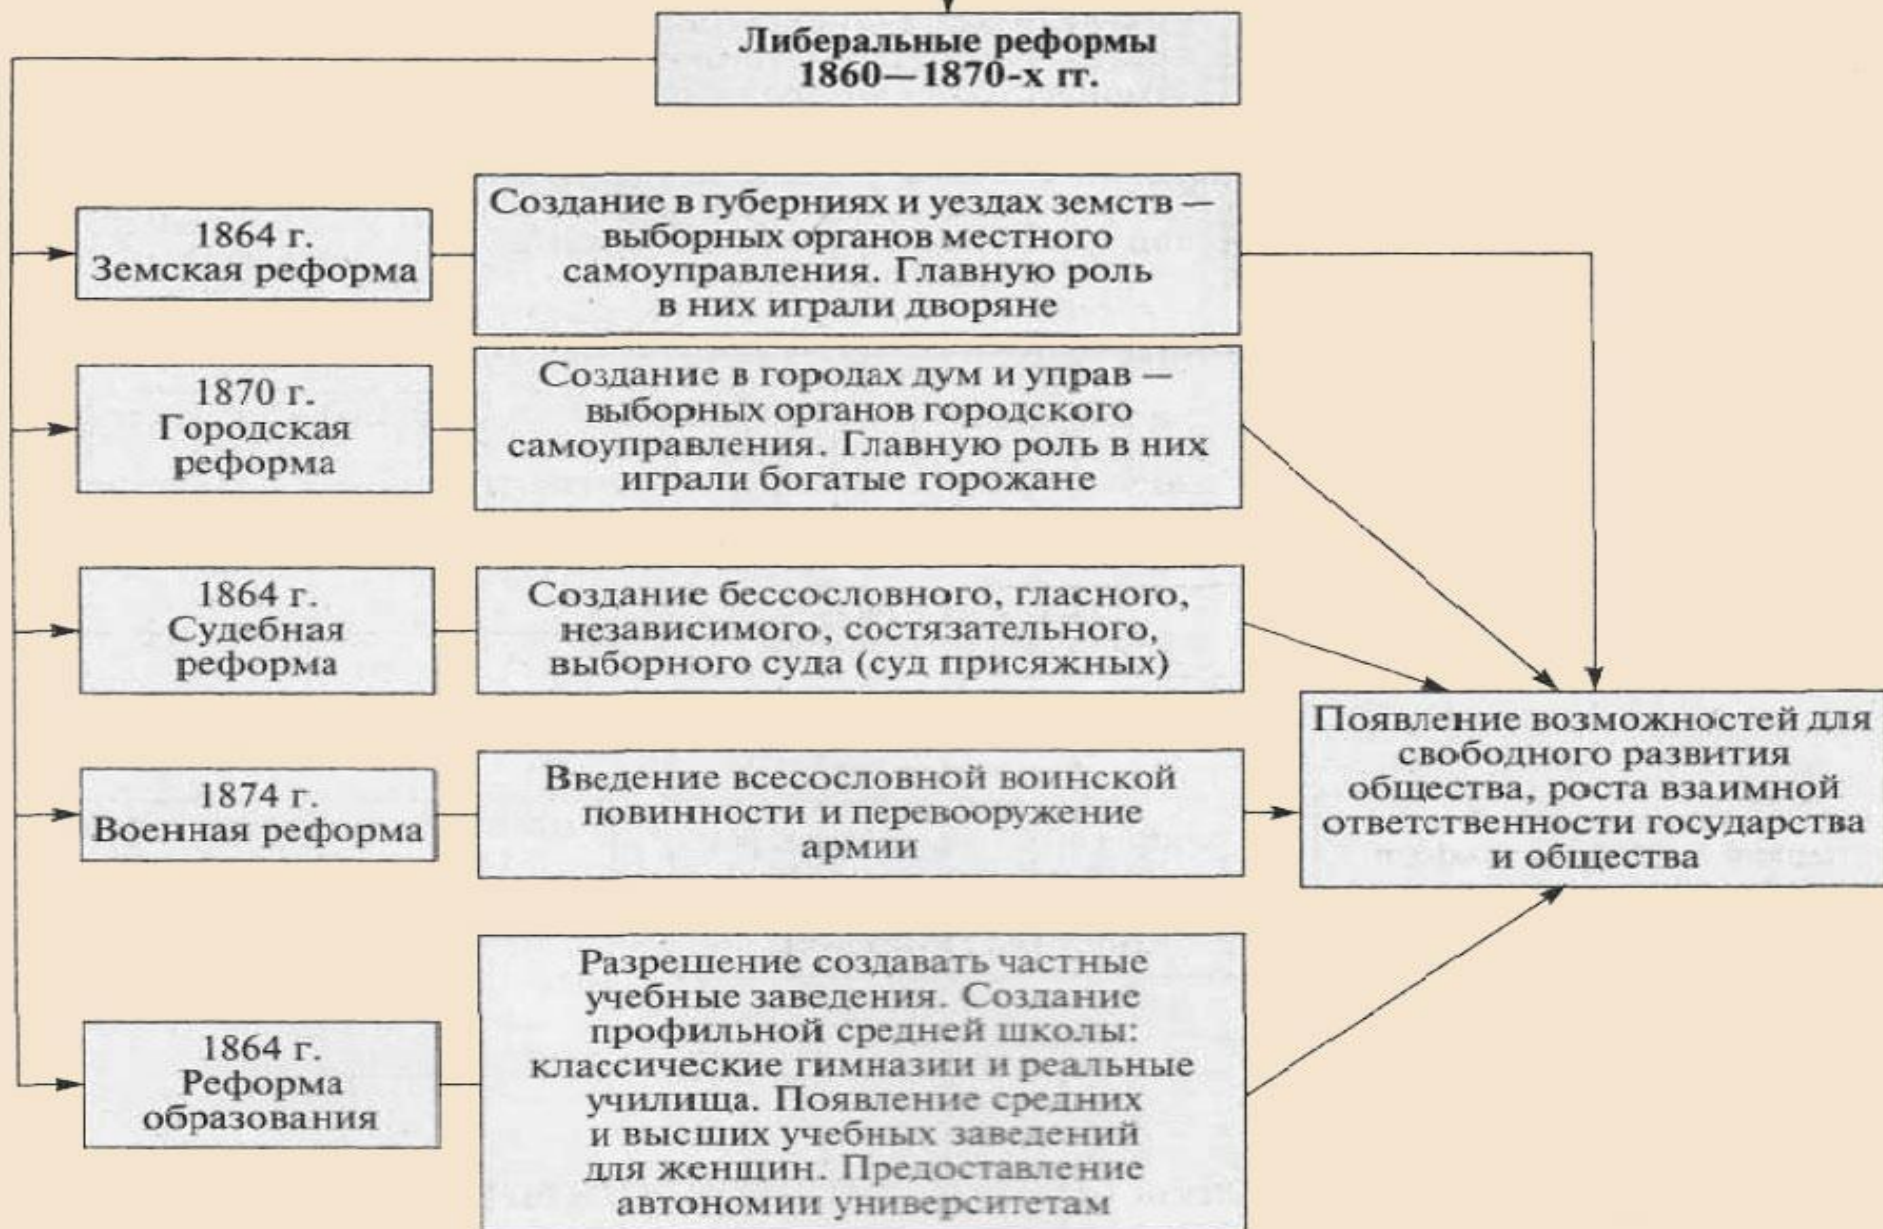 Либеральные реформы
1860—1870-х гг.
1864 г.
Земская реформа
Создание в губерниях и уездах земств —
выборных органов местного
самоуправления. Главную роль
в них играли дворяне
1870 г.
Городская
реформа
Создание в городах дум и управ —
выборных органов городского
самоуправления. Главную роль в них
играли богатые горожане
1864 г.
Судебная
реформа
Создание бессословного, гласного,
независимого, состязательного,
выборного суда (суд присяжных)
1874 г.
Военная реформа
Введение всесословной воинской
повинности и перевооружение
армии
1864 г.
Реформа
образования
Разрешение создавать частные
учебные заведения. Создание
профильной средней школы:
классические гимназии и реальные
училища. Появление средних
и высших учебных заведений
для женщин. Предоставление
автономии университетам
Появление возможностей для
свободного развития
общества, роста взаимной
ответственности государства
и общества